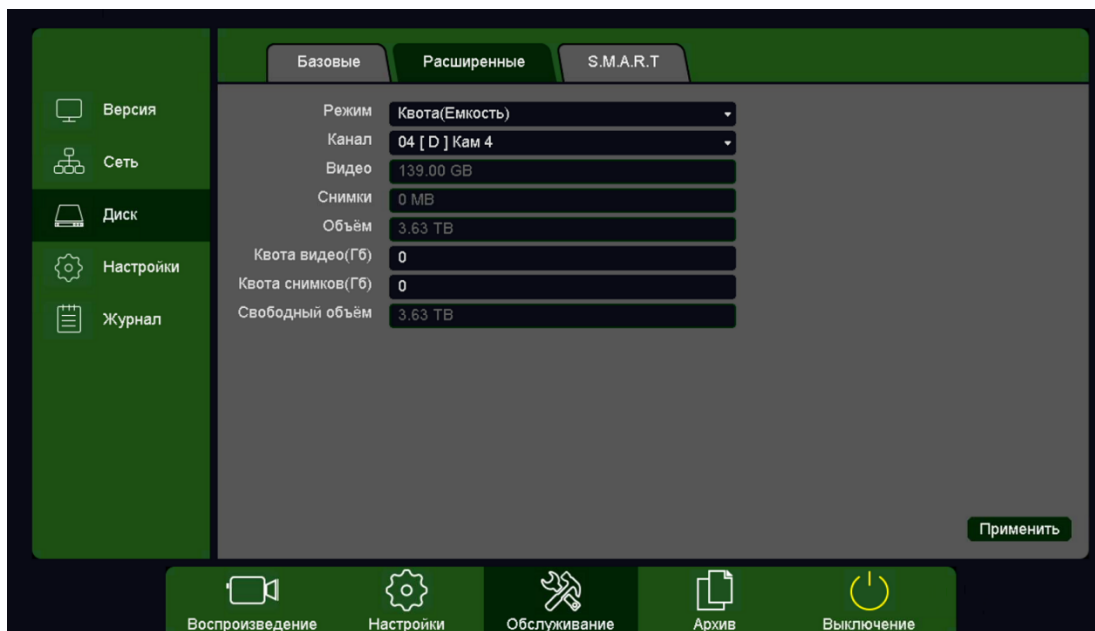 Базовые Расширенные S.M.A.R.T
Версия
Сеть
Диск
Настройки
Журнал
Режим Квота(Емкость)
Канал 04 [ D ] Кам 4
Видео 139.00 GB
Снимки 0 MB
Объём 3.63 TB
Квота видео(Гб) 0
Квота снимков(Гб) 0
Свободный объём 3.63 TB
Применить
Воспроизведение Настройки Обслуживание Архив Выключение